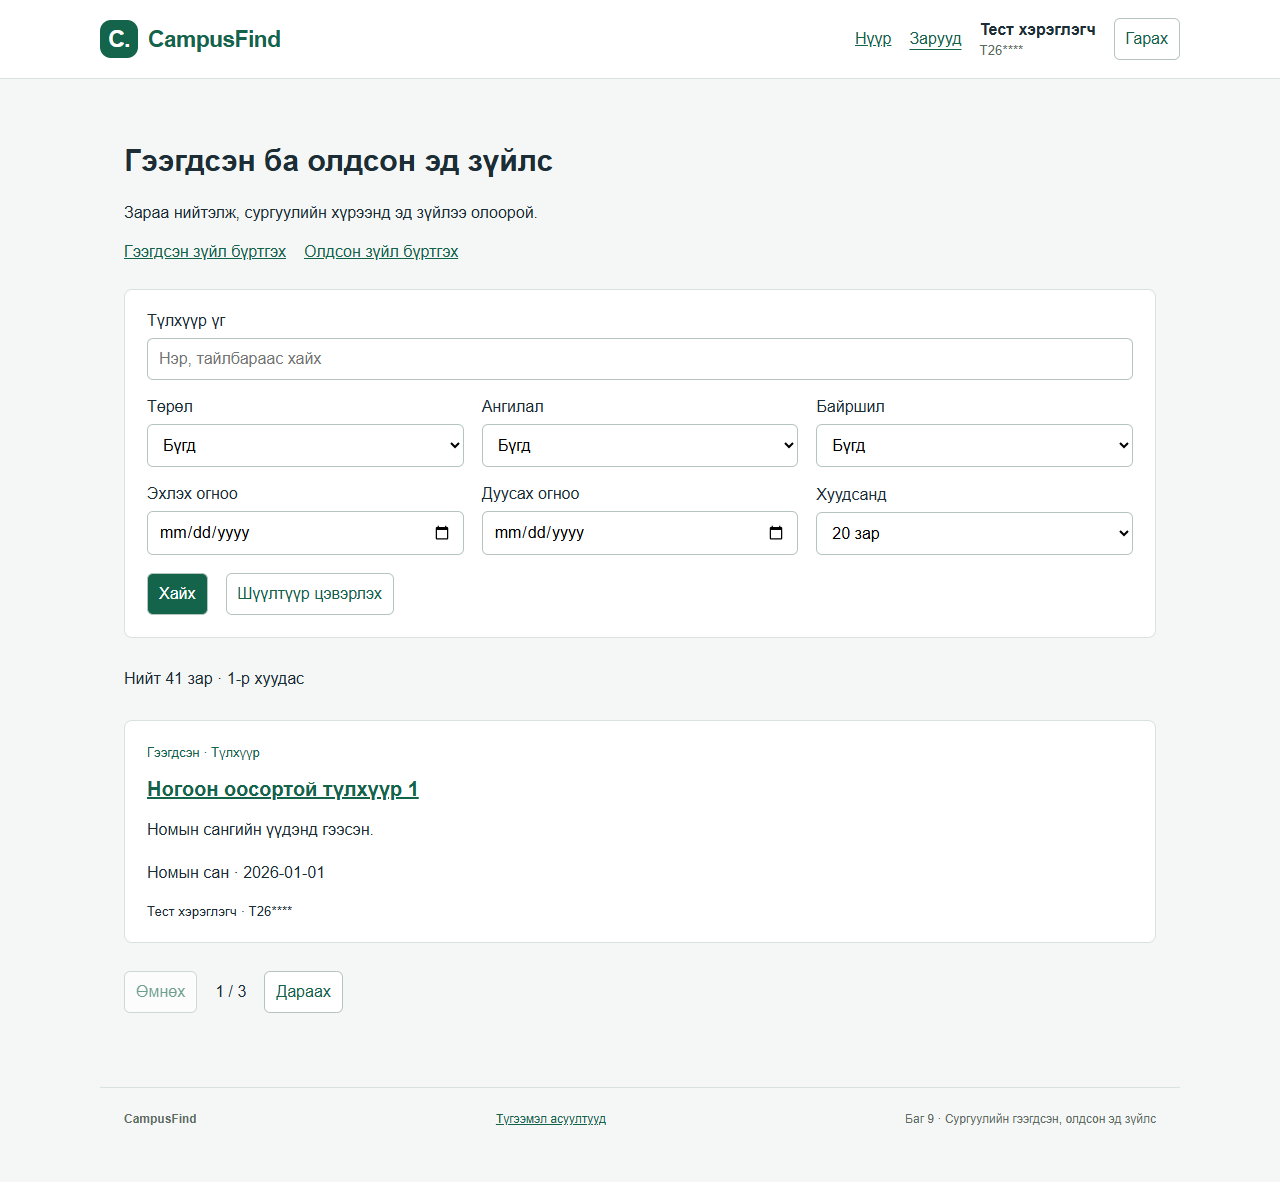 C. CampusFind
Нүүр Зарууд Тест хэрэглэгч Гарах
T26****
Гээгдсэн ба олдсон эд зүйлс
Зараа нийтэлж, сургуулийн хүрээнд эд зүйлээ олоорой.
Гээгдсэн зүйл бүртгэх Олдсон зүйл бүртгэх
Түлхүүр үг
Нэр, тайлбараас хайх
Төрөл Ангилал Байршил
Бүгд Бүгд Бүгд
Эхлэх огноо Дуусах огноо Хуудсанд
mm/dd/yyyy mm/dd/yyyy 20 зар
Хайх Шүүлтүүр цэвэрлэх
Нийт 41 зар · 1-р хуудас
Гээгдсэн · Түлхүүр
Ногоон оосортой түлхүүр 1
Номын сангийн үүдэнд гээсэн.
Номын сан · 2026-01-01
Тест хэрэглэгч · T26****
Өмнөх 1 / 3 Дараах
CampusFind Түгээмэл асуултууд Баг 9 · Сургуулийн гээгдсэн, олдсон эд зүйлс